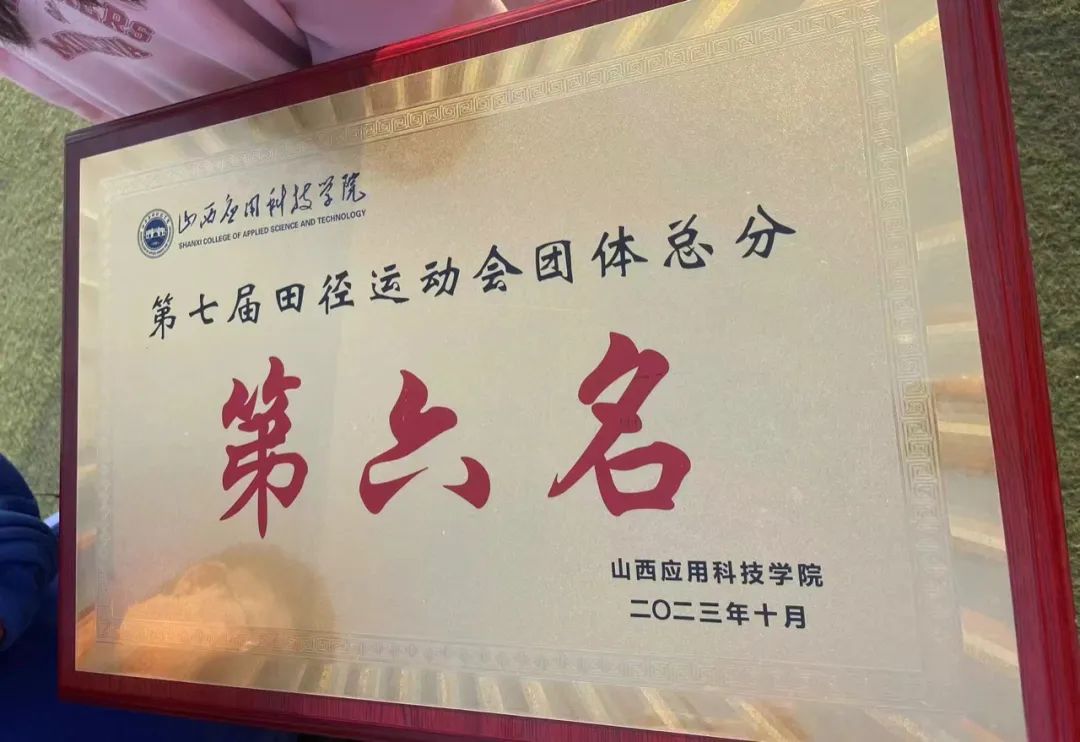 山西应用科技学院
SHANXI COLLEGE OF APPLIED SCIENCE AND TECHNOLOGY
第七届田径运动会团体总分
第六名
山西应用科技学院
二〇二三年十月